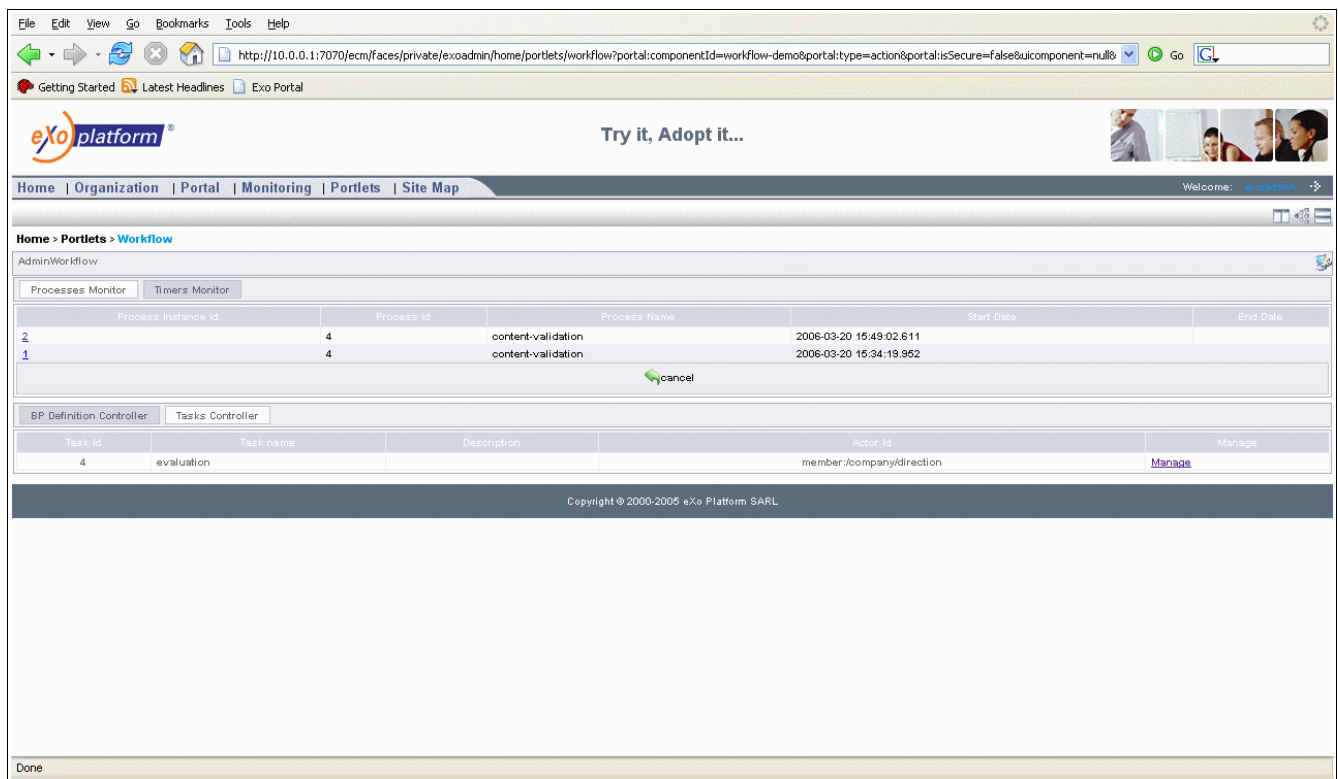 File Edit View Go Bookmarks Tools Help
http://10.0.0.1:7070/ecm/faces/private/exoadmin/home/portlets/workflow?portal:componentId=workflow-demo&portal:type=action&portal:isSecure=false&uicomponent=null& Go G
Getting Started Latest Headlines Exo Portal
eXo platform ® Try it, Adopt it...
Home | Organization | Portal | Monitoring | Portlets | Site Map Welcome: exoadmin
Home > Portlets > Workflow
AdminWorkflow
Processes Monitor Timers Monitor
Process Instance Id Process Id Process Name Start Date End Date
2 4 content-validation 2006-03-20 15:49:02.611
1 4 content-validation 2006-03-20 15:34:19.952
cancel
BP Definition Controller Tasks Controller
Task Id Task name Description Actor Id Manage
4 evaluation member:/company/direction Manage
Copyright © 2000-2005 eXo Platform SARL
Done